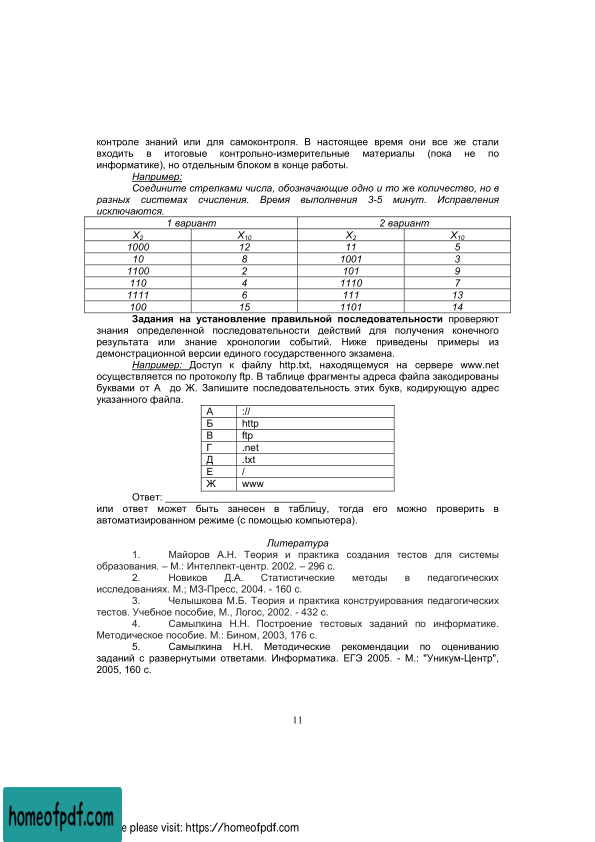 контроле знаний или для самоконтроля. В настоящее время они все же стали
входить в итоговые контрольно-измерительные материалы (пока не по
информатике), но отдельным блоком в конце работы.
Например:
Соедините стрелками числа, обозначающие одно и то же количество, но в
разных системах счисления. Время выполнения 3-5 минут. Исправления
исключаются.
1 вариант 2 вариант
X2 X10 X2 X10
1000 12 11 5
10 8 1001 3
1100 2 101 9
110 4 1110 7
1111 6 111 13
100 15 1101 14
Задания на установление правильной последовательности проверяют
знания определенной последовательности действий для получения конечного
результата или знание хронологии событий. Ниже приведены примеры из
демонстрационной версии единого государственного экзамена.
Например: Доступ к файлу http.txt, находящемуся на сервере www.net
осуществляется по протоколу ftp. В таблице фрагменты адреса файла закодированы
буквами от А до Ж. Запишите последовательность этих букв, кодирующую адрес
указанного файла.
А ://
Б http
В ftp
Г .net
Д .txt
Е /
Ж www
Ответ: ___________________________
или ответ может быть занесен в таблицу, тогда его можно проверить в
автоматизированном режиме (с помощью компьютера).
Литература
1. Майоров А.Н. Теория и практика создания тестов для системы
образования. – М.: Интеллект-центр. 2002. – 296 с.
2. Новиков Д.А. Статистические методы в педагогических
исследованиях. М.; МЗ-Пресс, 2004. - 160 с.
3. Челышкова М.Б. Теория и практика конструирования педагогических
тестов. Учебное пособие, М., Логос, 2002. - 432 с.
4. Самылкина Н.Н. Построение тестовых заданий по информатике.
Методическое пособие. М.: Бином, 2003, 176 с.
5. Самылкина Н.Н. Методические рекомендации по оцениванию
заданий с развернутыми ответами. Информатика. ЕГЭ 2005. - М.: "Уникум-Центр",
2005, 160 с.
11
homeofpdf.com
please visit: https://homeofpdf.com